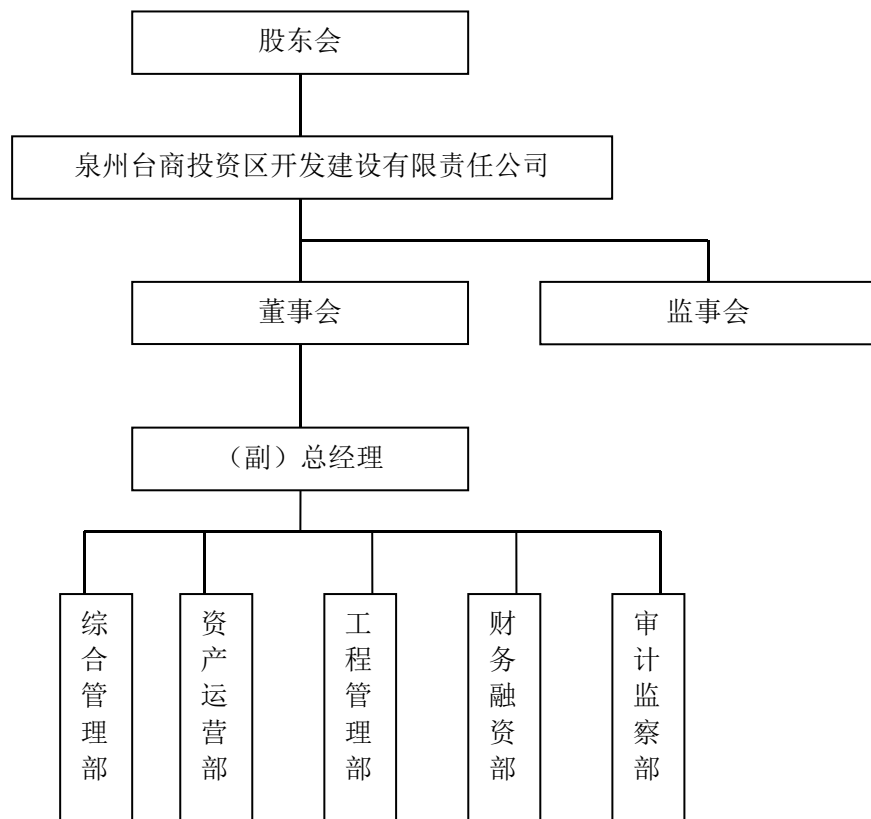 股东会
泉州台商投资区开发建设有限责任公司
董事会
监事会
（副）总经理
综合管理部
资产运营部
工程管理部
财务融资部
审计监察部